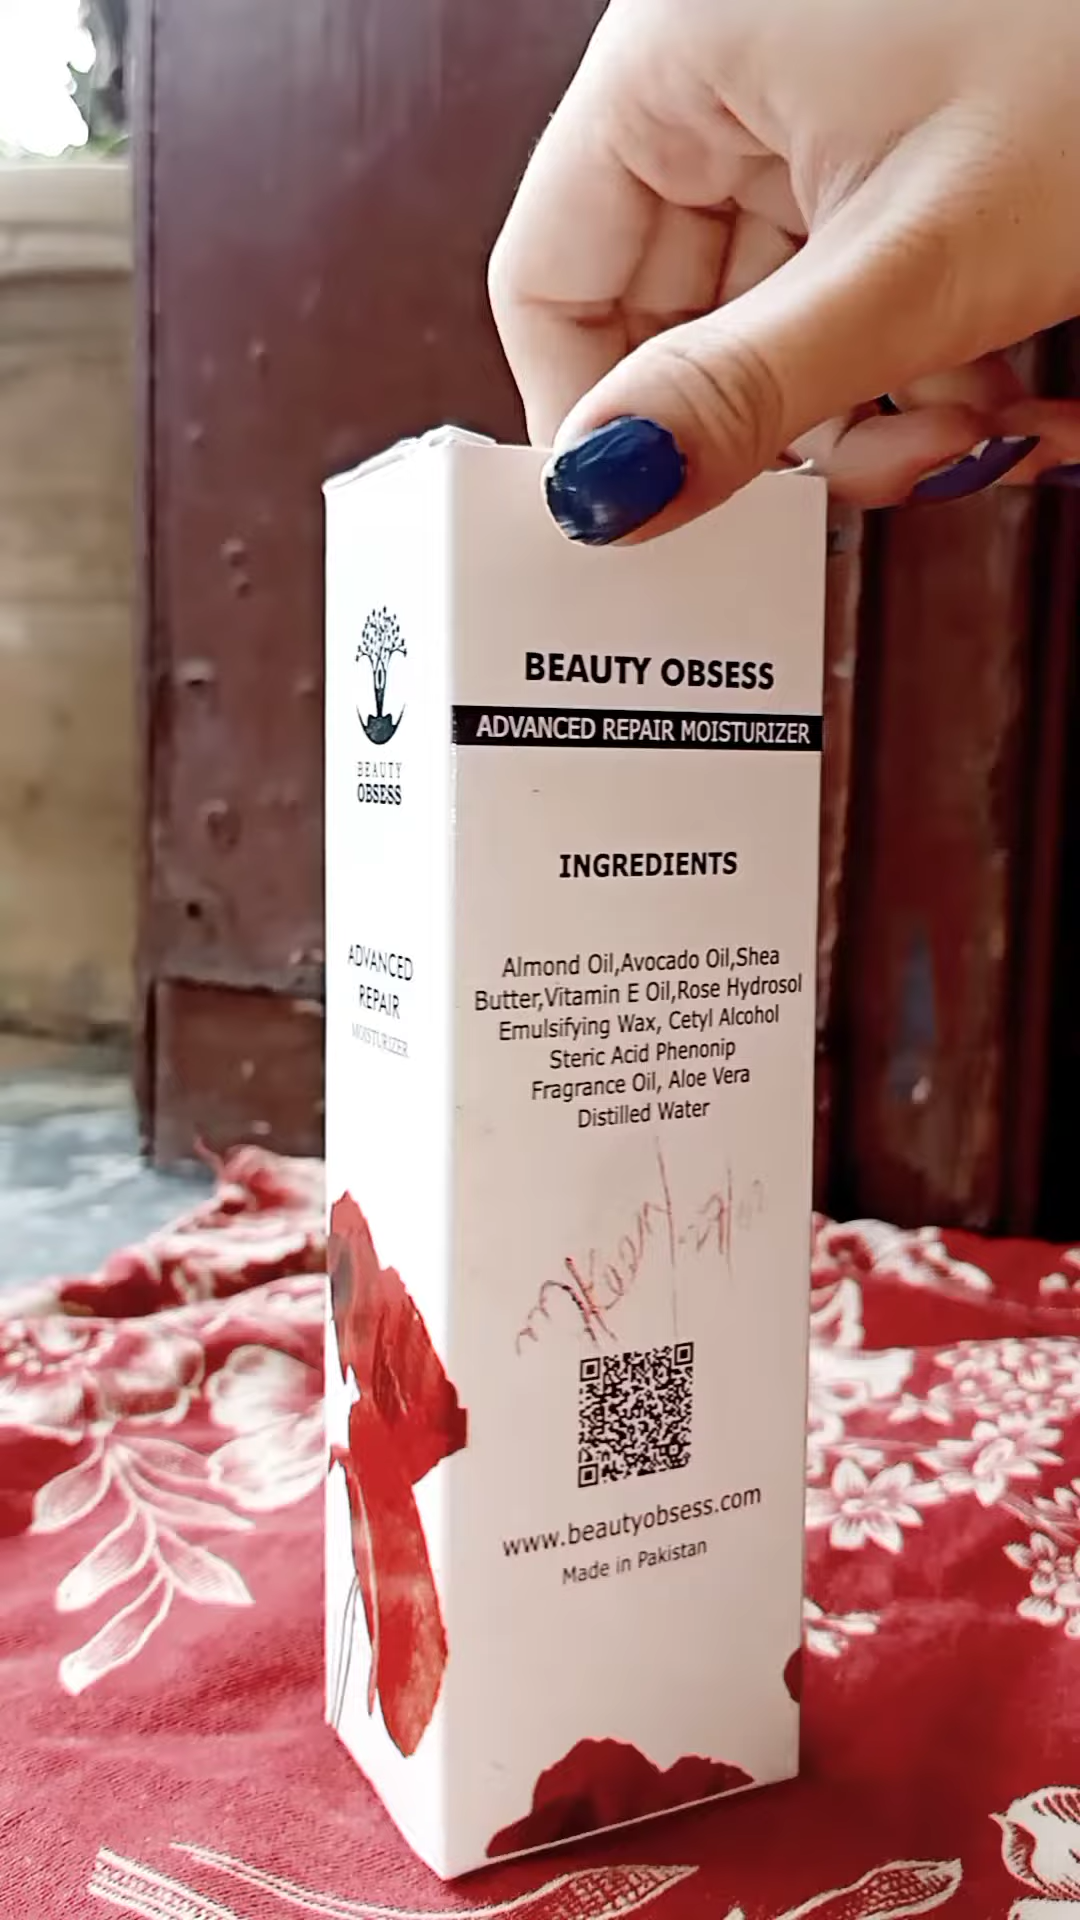 BEAUTY
OBSESS
ADVANCED
REPAIR
MOISTURIZER
BEAUTY OBSESS
ADVANCED REPAIR MOISTURIZER
INGREDIENTS
Almond Oil,Avocado Oil,Shea
Butter,Vitamin E Oil,Rose Hydrosol
Emulsifying Wax, Cetyl Alcohol
Steric Acid Phenonip
Fragrance Oil, Aloe Vera
Distilled Water
www.beautyobsess.com
Made in Pakistan